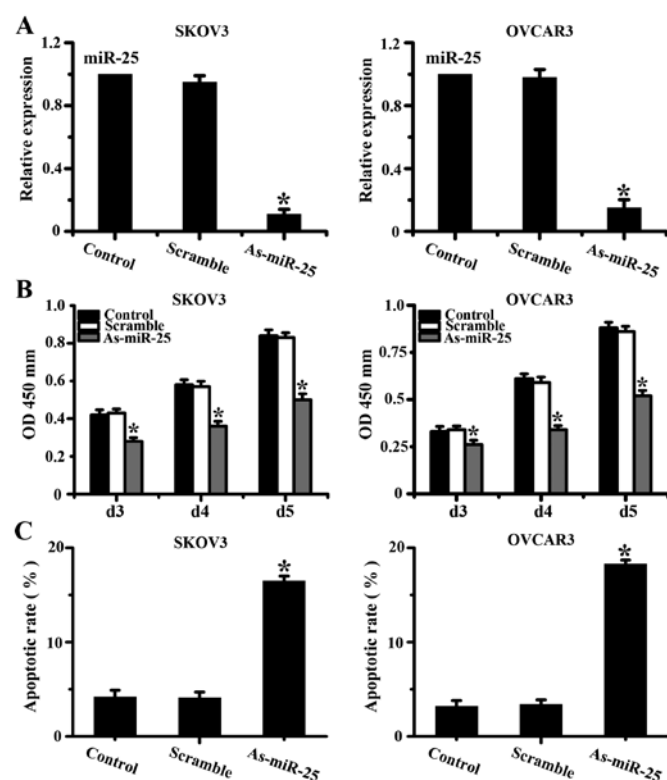 A
SKOV3
OVCAR3
Relative expression
1.2
0.8
0.4
0
miR-25
*
Control
Scramble
As-miR-25
Relative expression
1.2
0.8
0.4
0
miR-25
*
Control
Scramble
As-miR-25
B
SKOV3
OVCAR3
OD 450 mm
1.0
0.8
0.6
0.4
0.2
0
Control
Scramble
As-miR-25
* * *
d3 d4 d5
OD 450 mm
1.0
0.75
0.5
0.25
0
Control
Scramble
As-miR-25
* * *
d3 d4 d5
C
SKOV3
OVCAR3
Apoptotic rate ( % )
20
10
0
*
Control
Scramble
As-miR-25
Apoptotic rate ( % )
20
10
0
*
Control
Scramble
As-miR-25